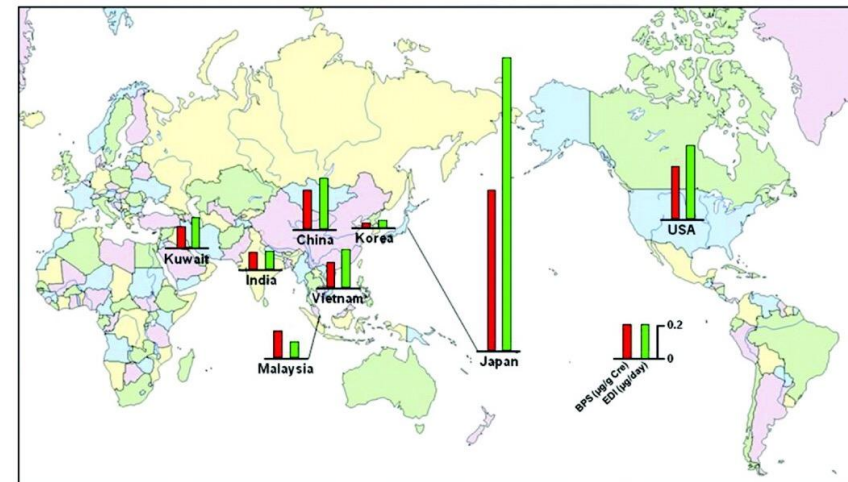 China
Korea
Kuwait
India
Vietnam
Malaysia
Japan
USA
0.2
0
BPS (µg/g Cre)
EDI (µg/day)